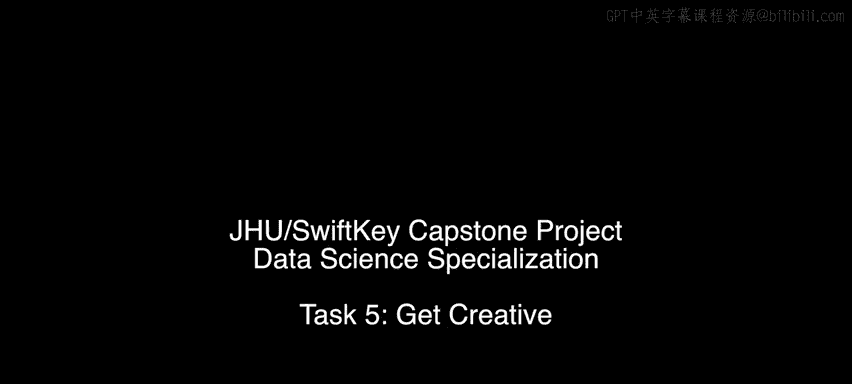 GPT中英字幕课程资源@bilibili.com
JHU/SwiftKey Capstone Project
Data Science Specialization
Task 5: Get Creative